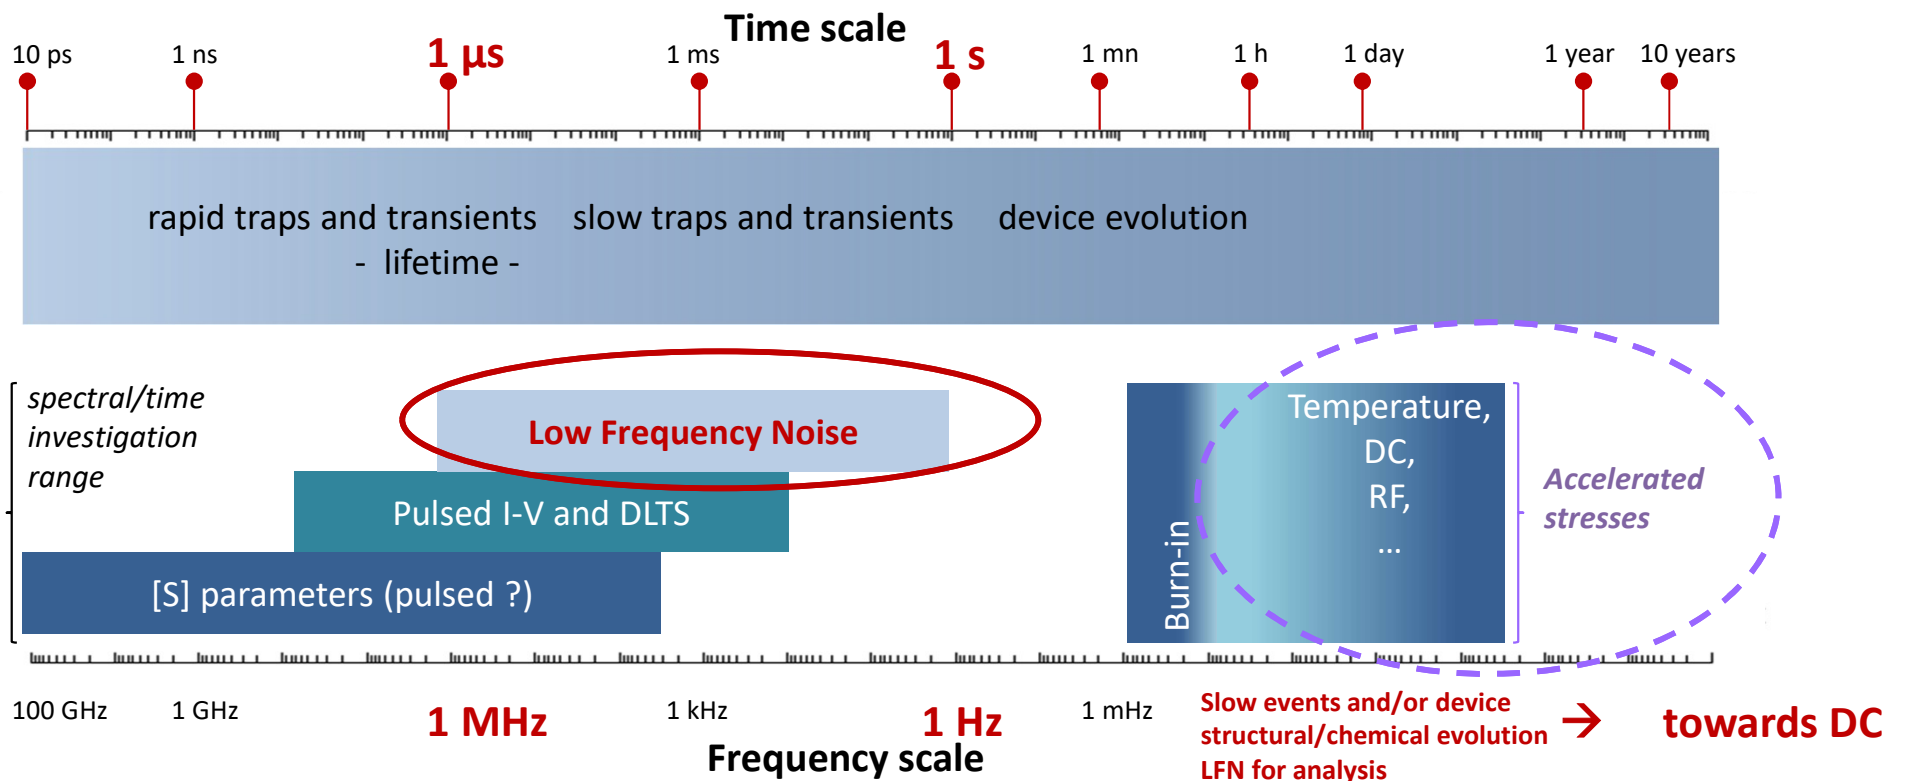 Time scale
10 ps
1 ns
1 µs
1 ms
1 s
1 mn
1 h
1 day
1 year
10 years
rapid traps and transients
- lifetime -
slow traps and transients
device evolution
spectral/time
investigation
range
Low Frequency Noise
Pulsed I-V and DLTS
[S] parameters (pulsed ?)
Burn-in
Temperature,
DC,
RF,
...
Accelerated
stresses
100 GHz
1 GHz
1 MHz
1 kHz
1 Hz
1 mHz
Frequency scale
Slow events and/or device
structural/chemical evolution
LFN for analysis
→ towards DC